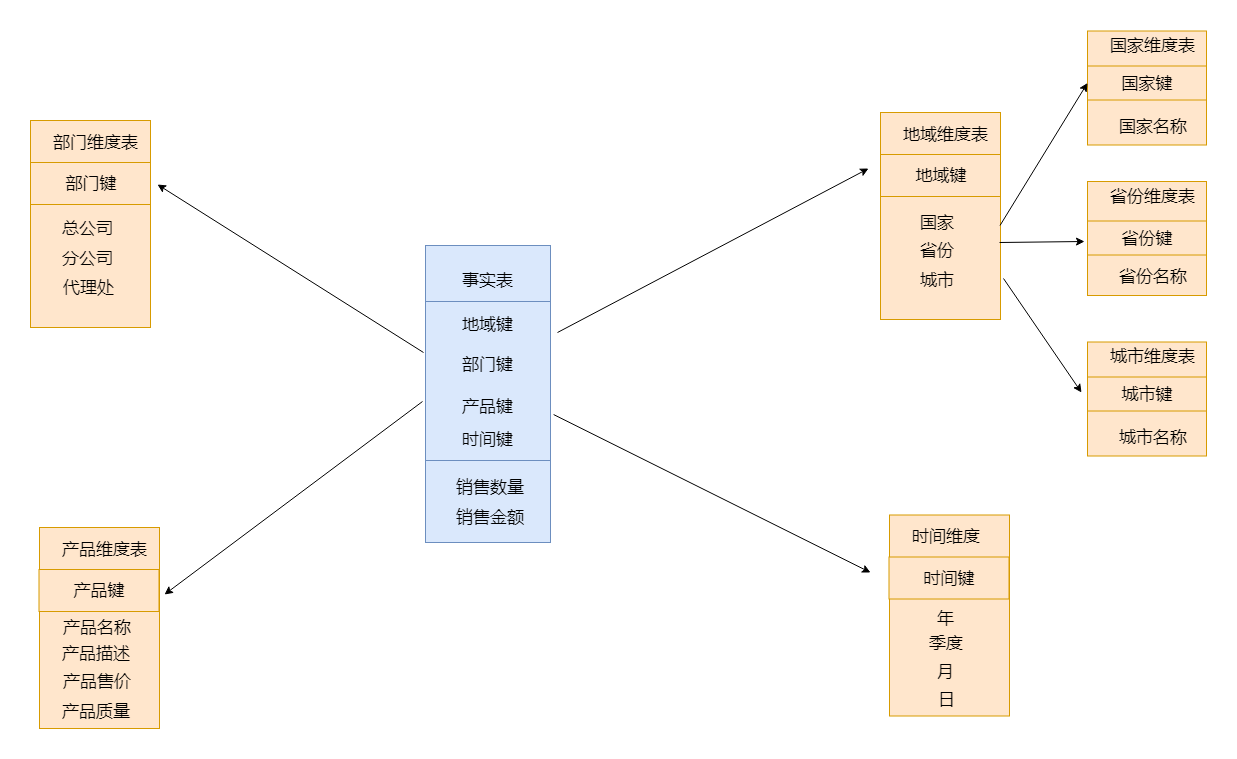 部门维度表
部门键
总公司
分公司
代理处
事实表
地域键
部门键
产品键
时间键
销售数量
销售金额
地域维度表
地域键
国家
省份
城市
国家维度表
国家键
国家名称
省份维度表
省份键
省份名称
城市维度表
城市键
城市名称
产品维度表
产品键
产品名称
产品描述
产品售价
产品质量
时间维度
时间键
年
季度
月
日